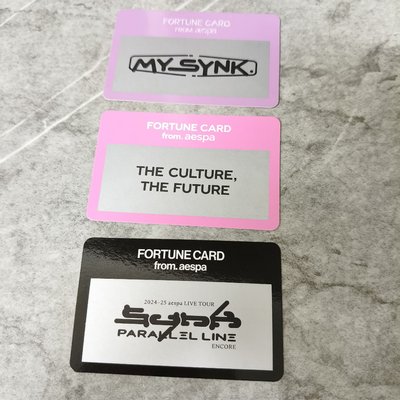 FORTUNE CARD
from. aespa
MY SYNK.
FORTUNE CARD
from. aespa
THE CULTURE,
THE FUTURE
FORTUNE CARD
from. aespa
2024-25 aespa LIVE TOUR
Synk
PARALLEL LINE
ENCORE